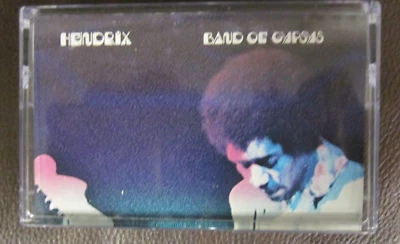 HENDRIX BAND OF GYPSYS